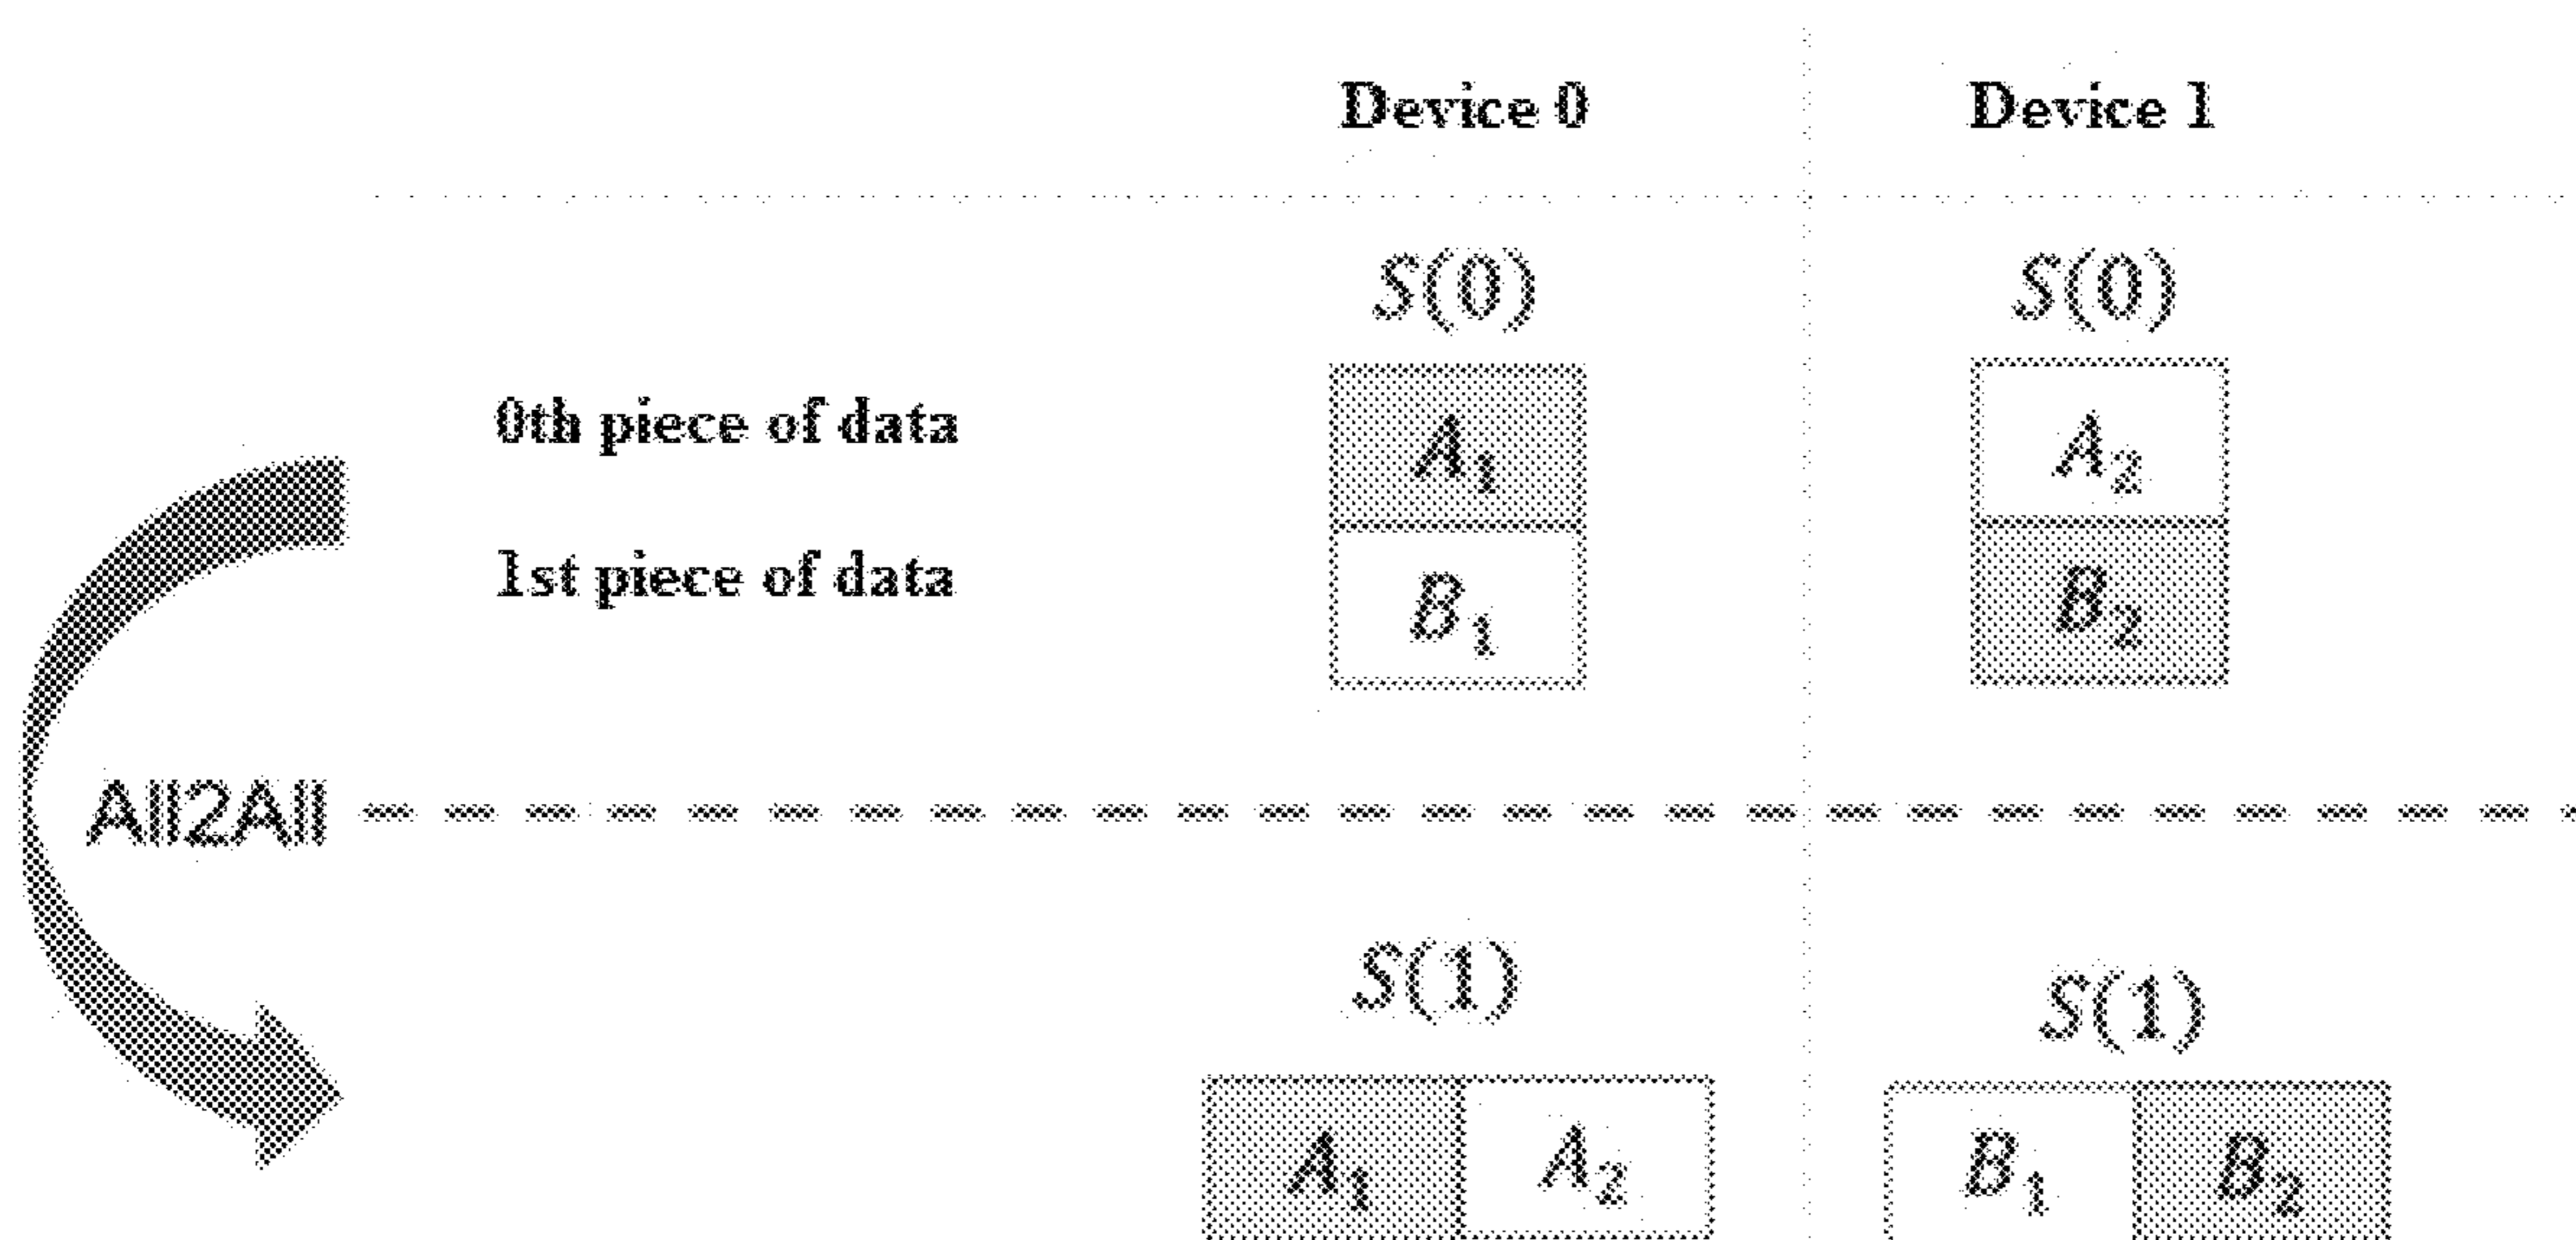 Device 0 Device 1
S(0) S(0)
0th piece of data A₁ A₂
1st piece of data B₁ B₂
All2All
S(1) S(1)
A₁ A₂ B₁ B₂